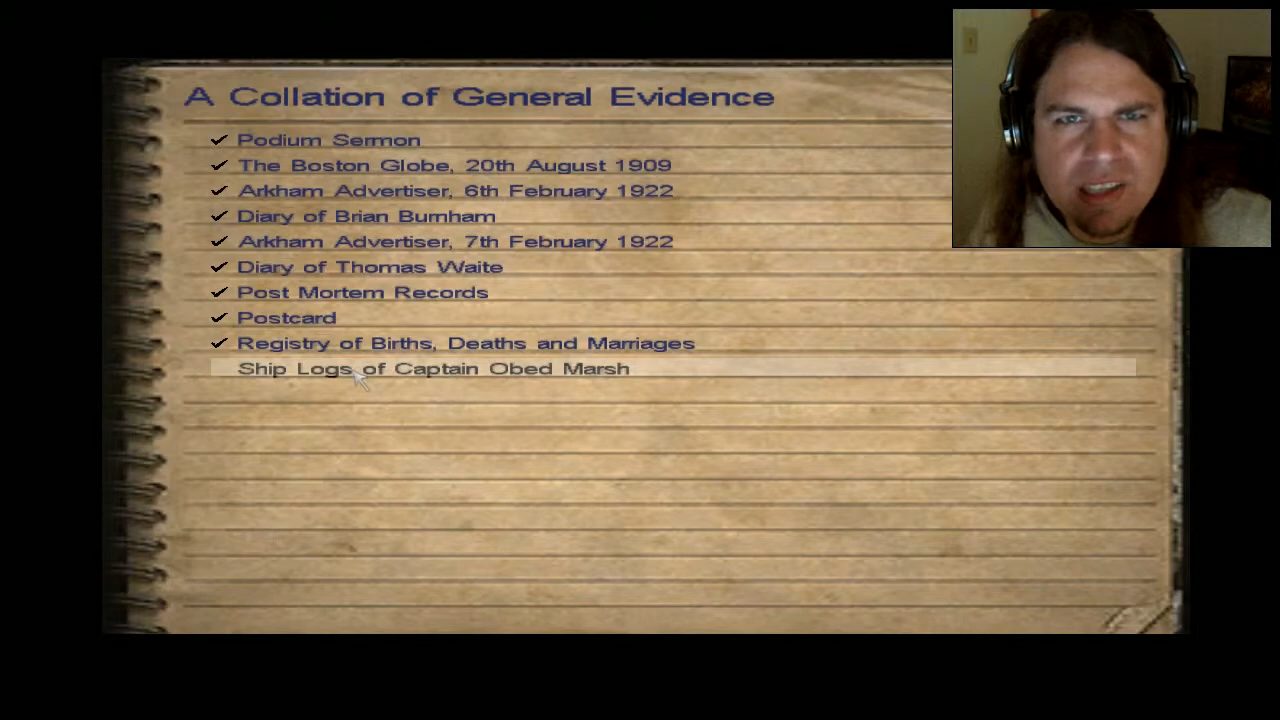 A Collation of General Evidence
Podium Sermon
The Boston Globe, 20th August 1909
Arkham Advertiser, 6th February 1922
Diary of Brian Burnham
Arkham Advertiser, 7th February 1922
Diary of Thomas Waite
Post Mortem Records
Postcard
Registry of Births, Deaths and Marriages
Ship Logs of Captain Obed Marsh